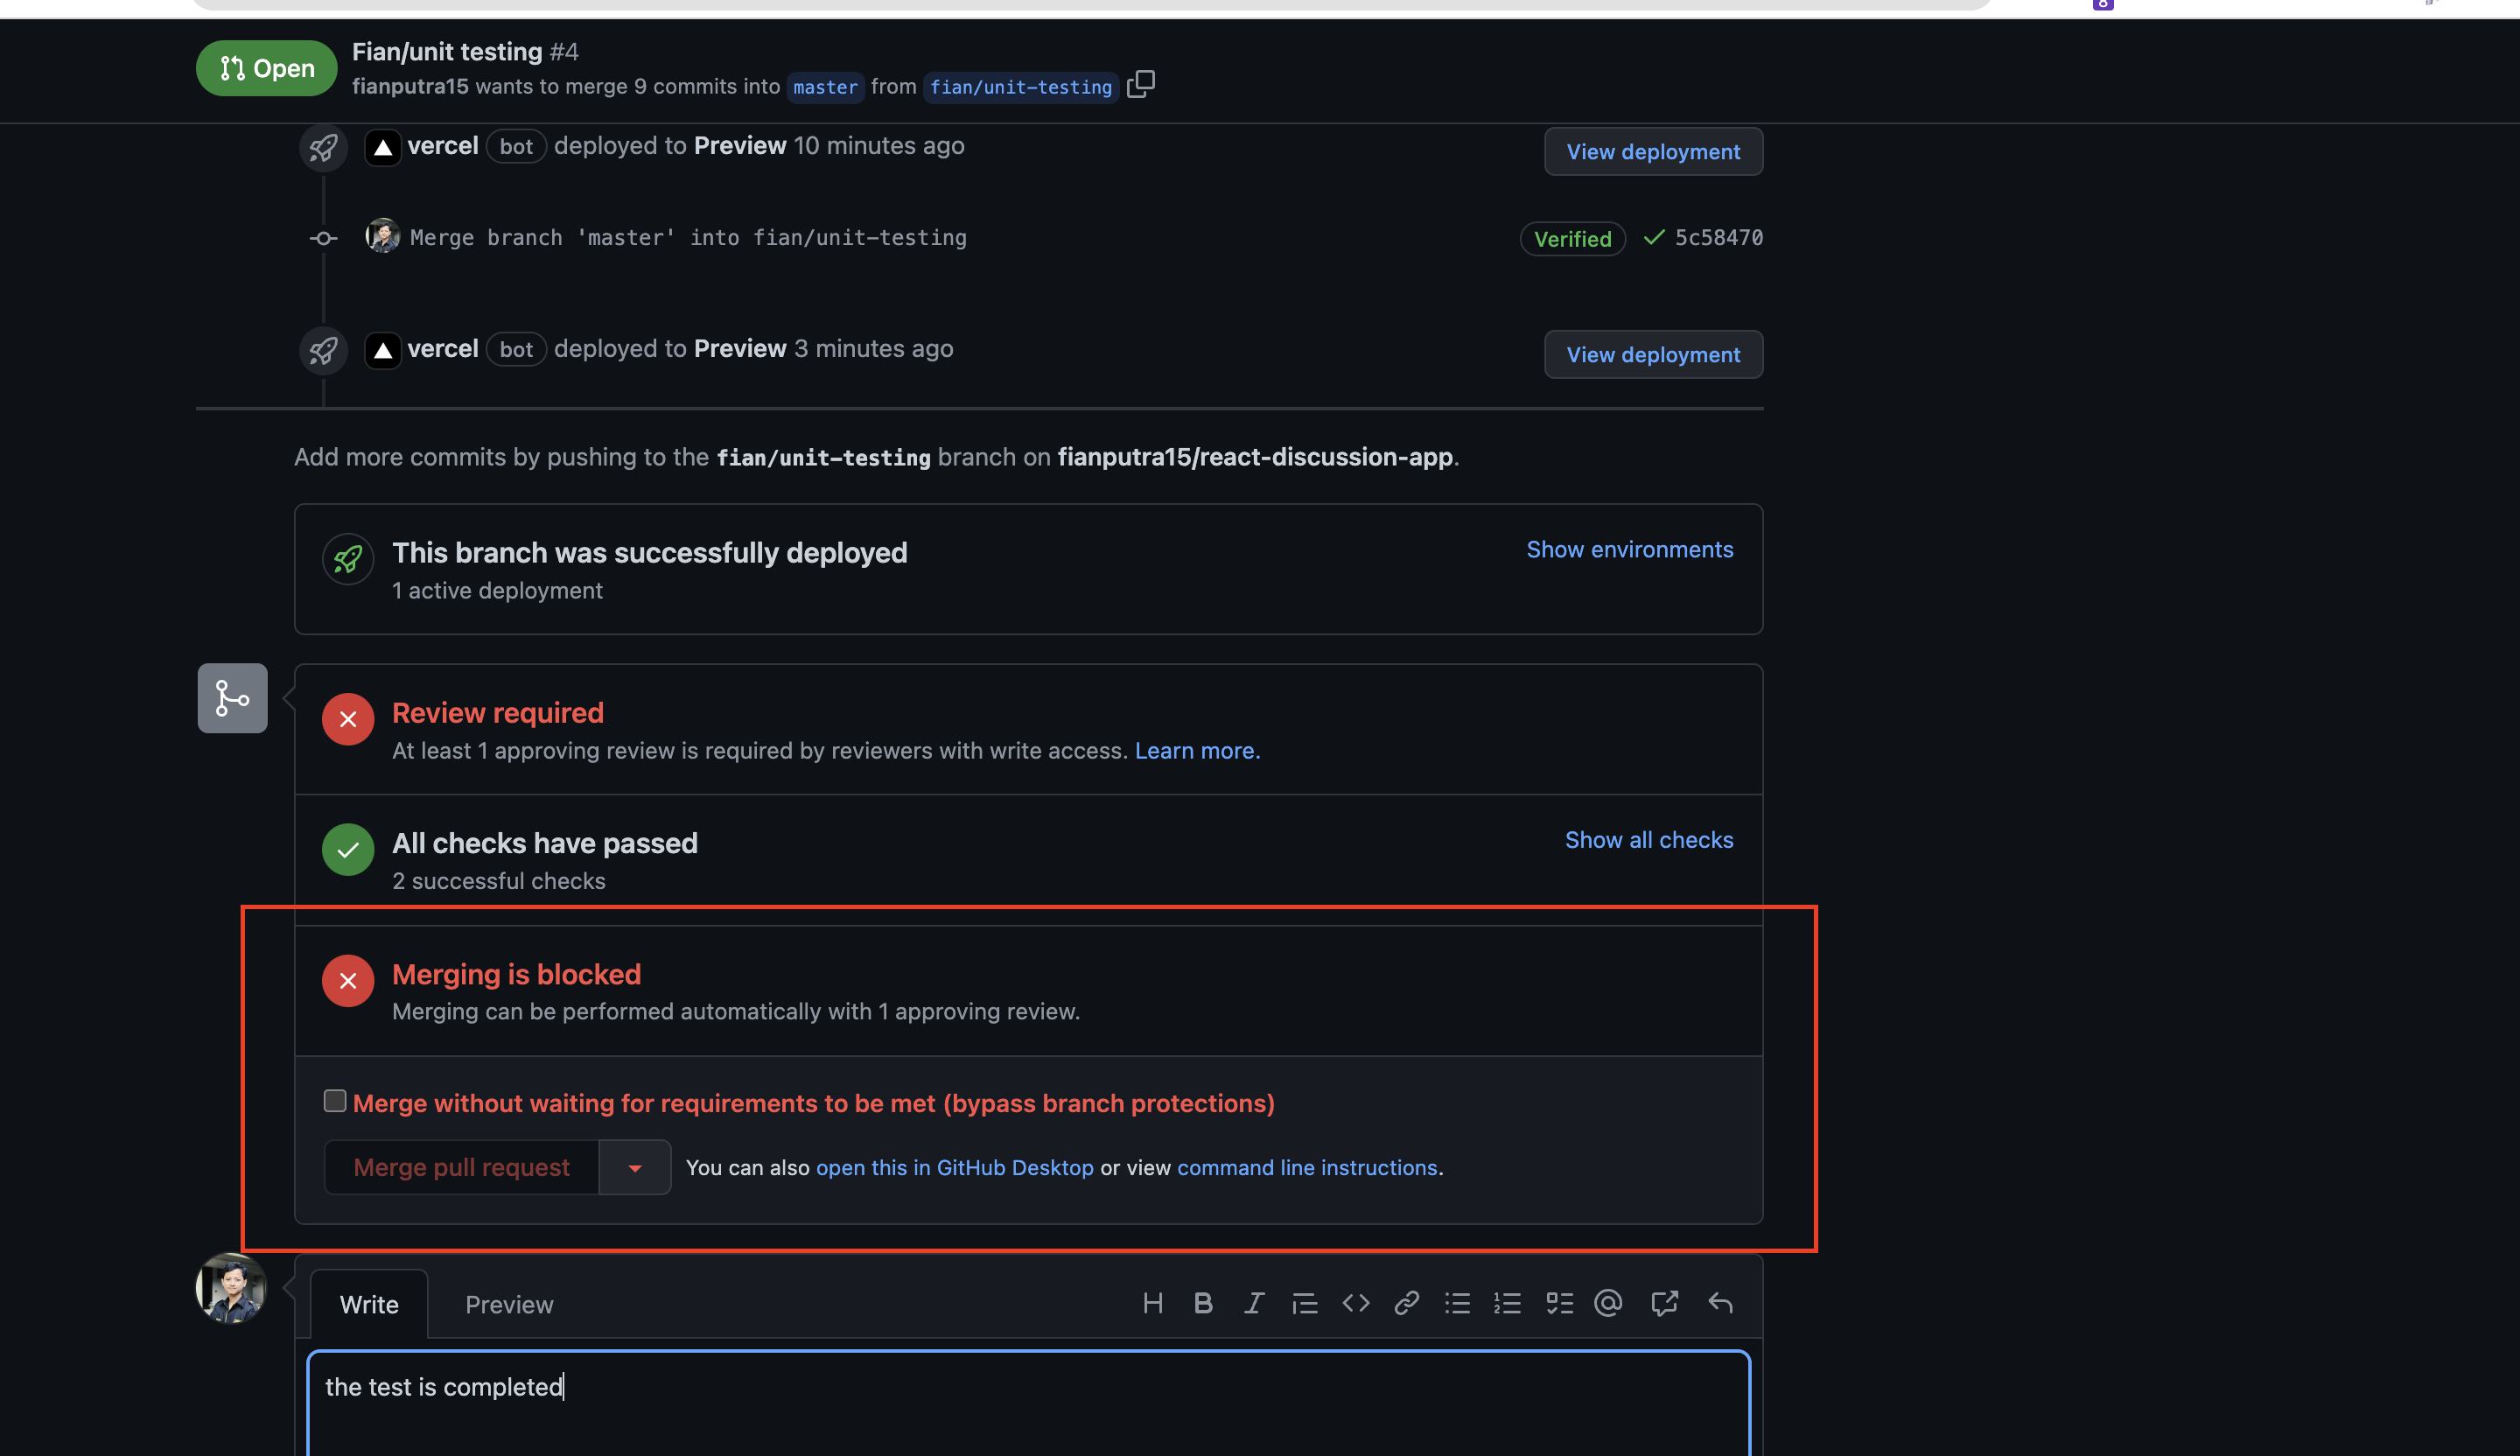 8
Open
Fian/unit testing #4
fianputra15 wants to merge 9 commits into master from fian/unit-testing
vercel bot deployed to Preview 10 minutes ago
View deployment
Merge branch 'master' into fian/unit-testing
Verified 5c58470
vercel bot deployed to Preview 3 minutes ago
View deployment
Add more commits by pushing to the fian/unit-testing branch on fianputra15/react-discussion-app.
This branch was successfully deployed
Show environments
1 active deployment
Review required
At least 1 approving review is required by reviewers with write access. Learn more.
All checks have passed
Show all checks
2 successful checks
Merging is blocked
Merging can be performed automatically with 1 approving review.
Merge without waiting for requirements to be met (bypass branch protections)
Merge pull request
You can also open this in GitHub Desktop or view command line instructions.
Write
Preview
the test is completed